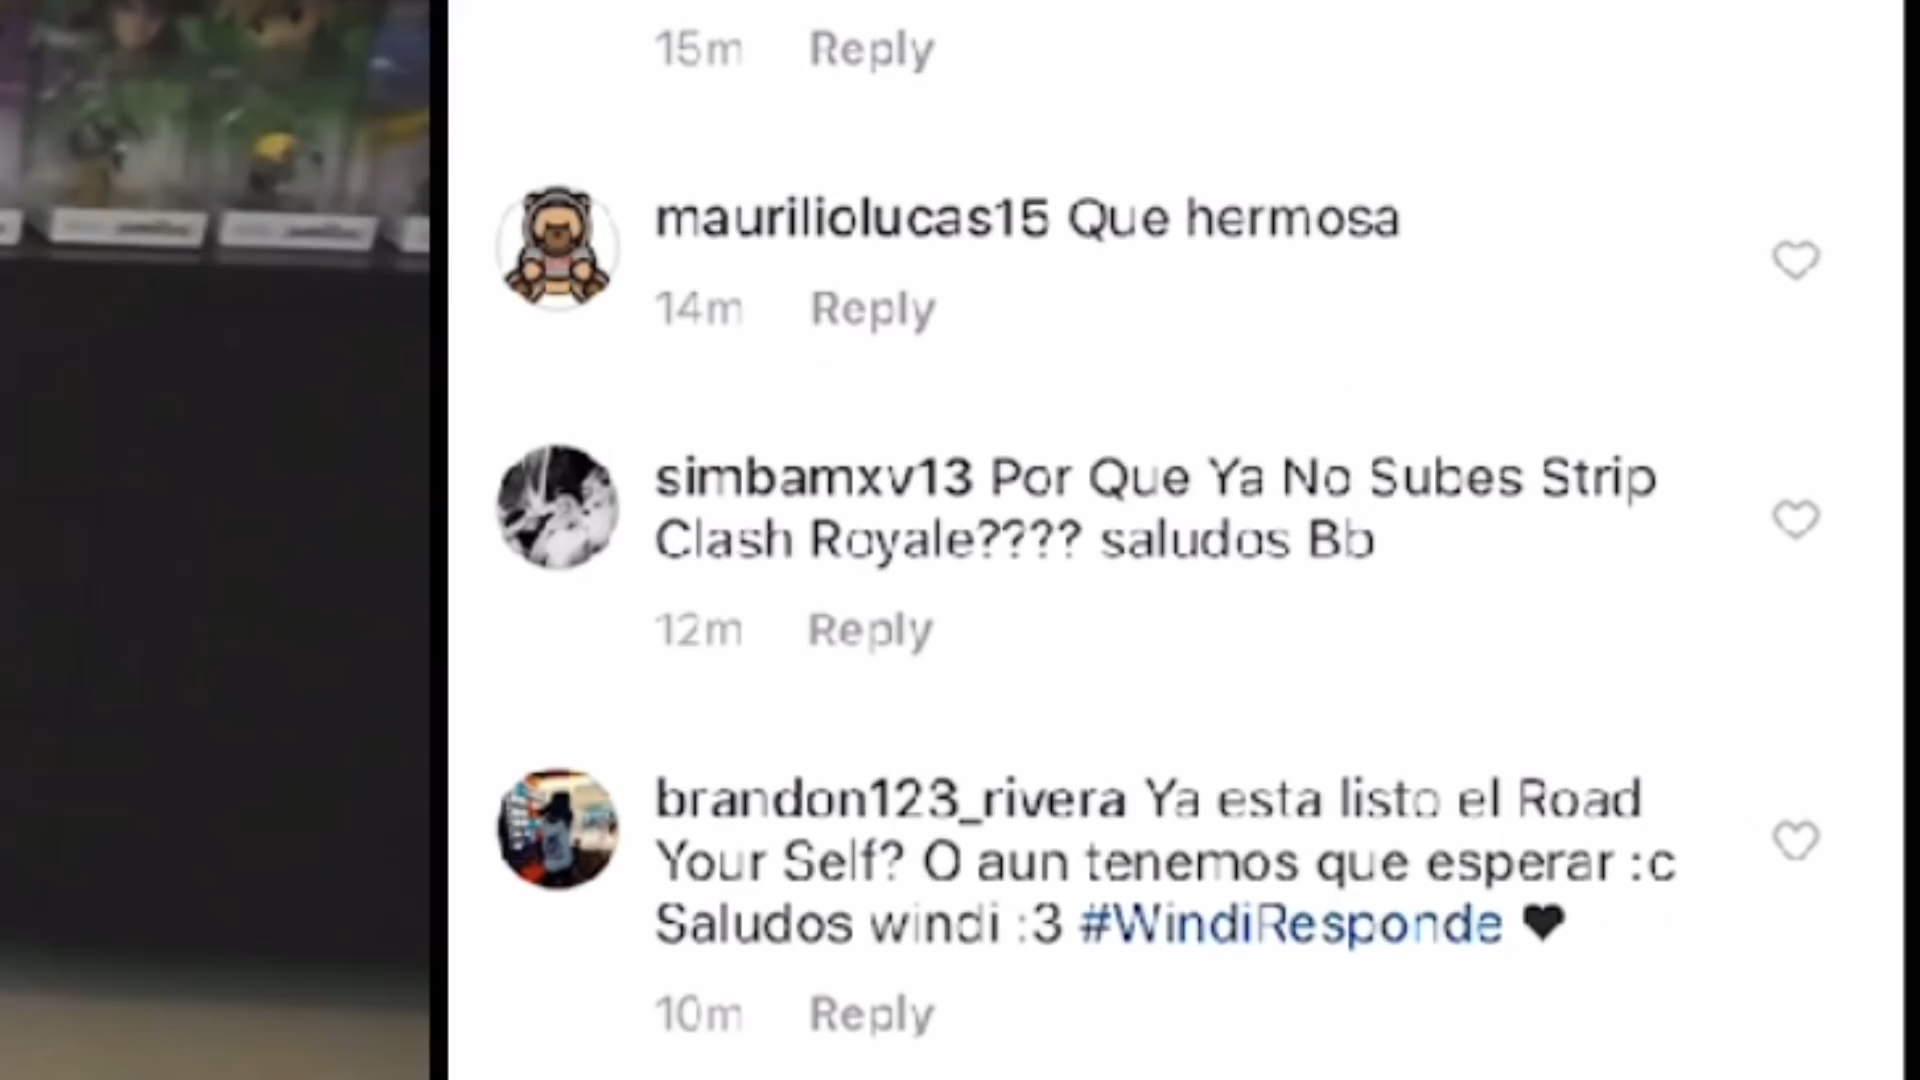 15m Reply
mauriliolucas15 Que hermosa
14m Reply
simbamxv13 Por Que Ya No Subes Strip
Clash Royale???? saludos Bb
12m Reply
brandon123_rivera Ya esta listo el Road
Your Self? O aun tenemos que esperar :c
Saludos windi :3 #WindiResponde ♥
10m Reply